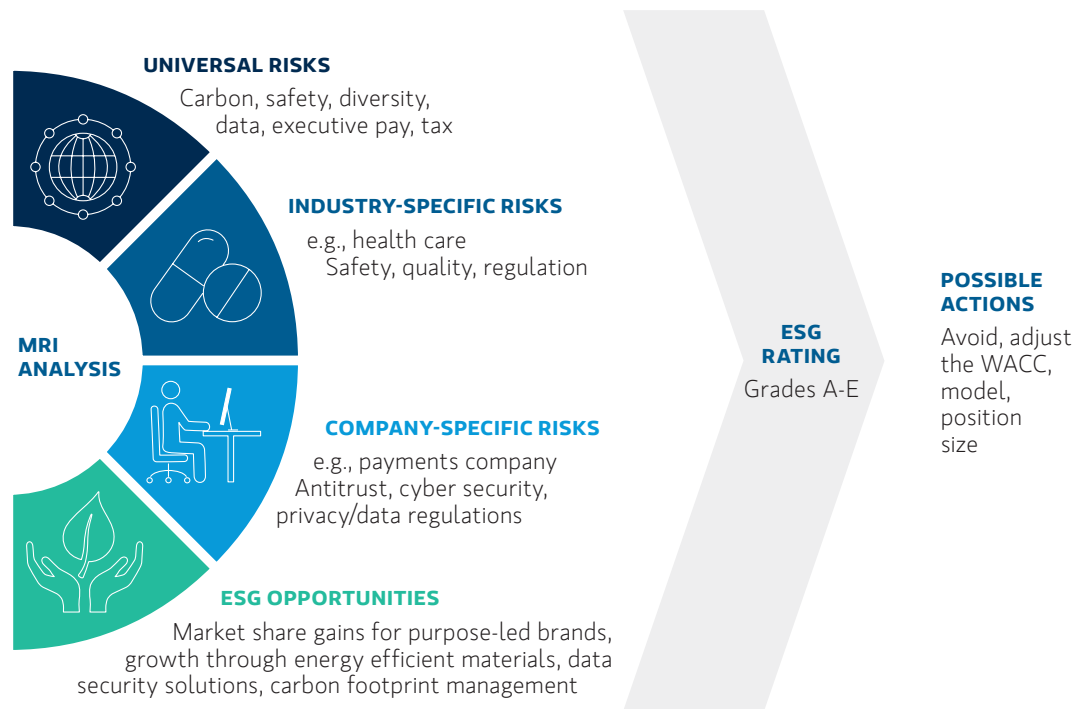 UNIVERSAL RISKS
Carbon, safety, diversity,
data, executive pay, tax
INDUSTRY-SPECIFIC RISKS
e.g., health care
Safety, quality, regulation
MRI
ANALYSIS
COMPANY-SPECIFIC RISKS
e.g., payments company
Antitrust, cyber security,
privacy/data regulations
ESG OPPORTUNITIES
Market share gains for purpose-led brands,
growth through energy efficient materials, data
security solutions, carbon footprint management
ESG
RATING
Grades A-E
POSSIBLE
ACTIONS
Avoid, adjust
the WACC,
model,
position
size